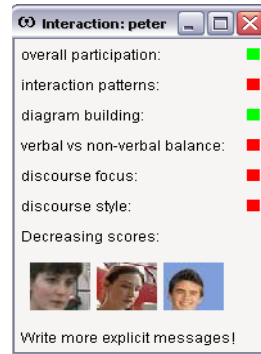 Interaction: peter
overall participation:
interaction patterns:
diagram building:
verbal vs non-verbal balance:
discourse focus:
discourse style:
Decreasing scores:
Write more explicit messages!